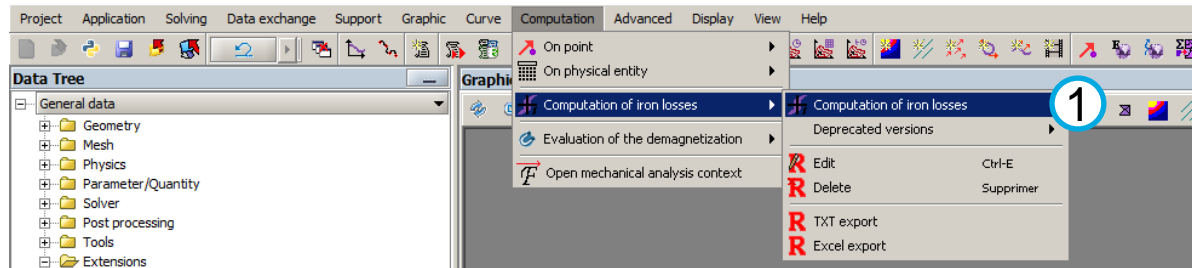 Project Application Solving Data exchange Support Graphic Curve Computation Advanced Display View Help
On point
Data Tree
Graphi
On physical entity
General data
Computation of iron losses
Computation of iron losses
1
Geometry
Deprecated versions
Mesh
Evaluation of the demagnetization
Physics
Edit Ctrl-E
Parameter/Quantity
Open mechanical analysis context
Solver
Delete Supprimer
Post processing
TXT export
Tools
Excel export
Extensions